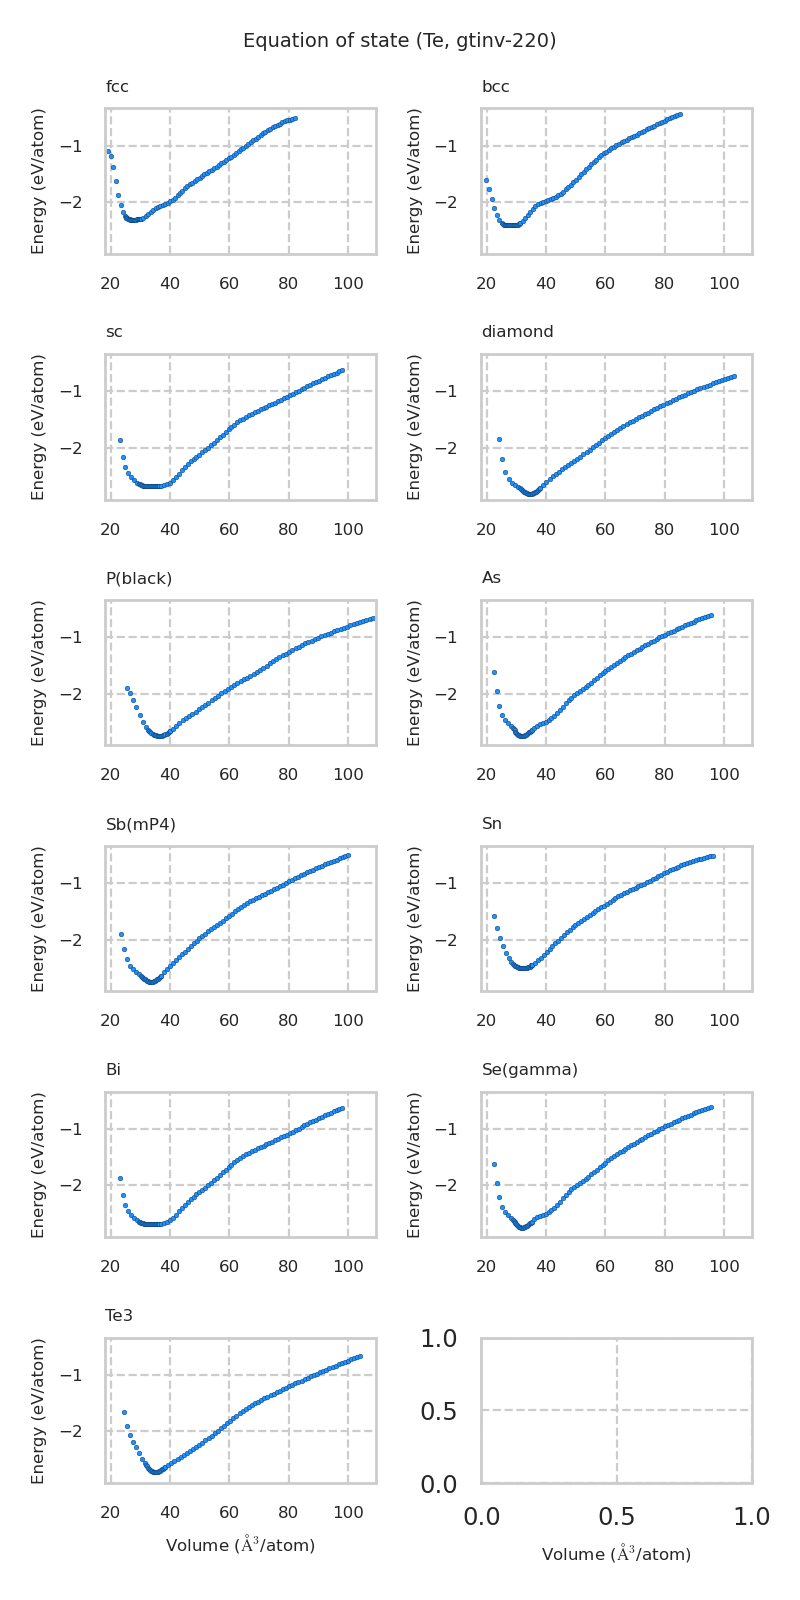 Equation of state (Te, gtinv-220)
fcc
Energy (eV/atom)
−1
−2
20 40 60 80 100
bcc
Energy (eV/atom)
−1
−2
20 40 60 80 100
sc
Energy (eV/atom)
−1
−2
20 40 60 80 100
diamond
Energy (eV/atom)
−1
−2
20 40 60 80 100
P(black)
Energy (eV/atom)
−1
−2
20 40 60 80 100
As
Energy (eV/atom)
−1
−2
20 40 60 80 100
Sb(mP4)
Energy (eV/atom)
−1
−2
20 40 60 80 100
Sn
Energy (eV/atom)
−1
−2
20 40 60 80 100
Bi
Energy (eV/atom)
−1
−2
20 40 60 80 100
Se(gamma)
Energy (eV/atom)
−1
−2
20 40 60 80 100
Te3
Energy (eV/atom)
−1
−2
20 40 60 80 100
Volume (Å³/atom)
1.0
0.5
0.0
0.0 0.5 1.0
Volume (Å³/atom)